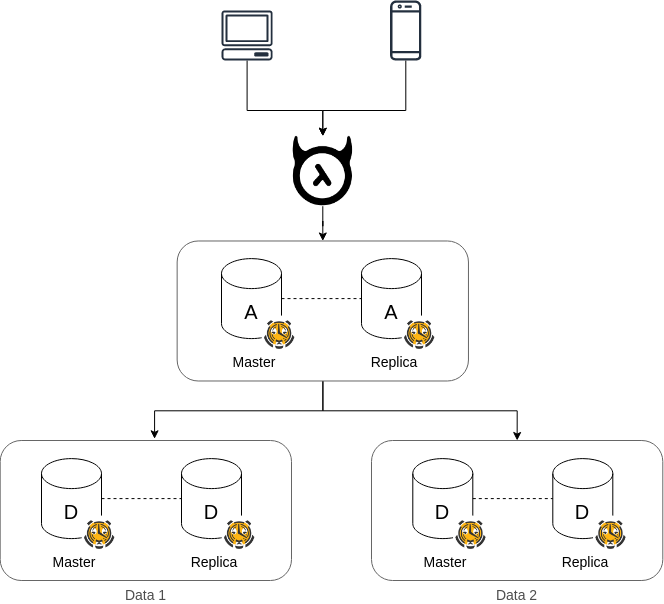 A
A
Master
Replica
D
D
Master
Replica
D
D
Master
Replica
Data 1
Data 2